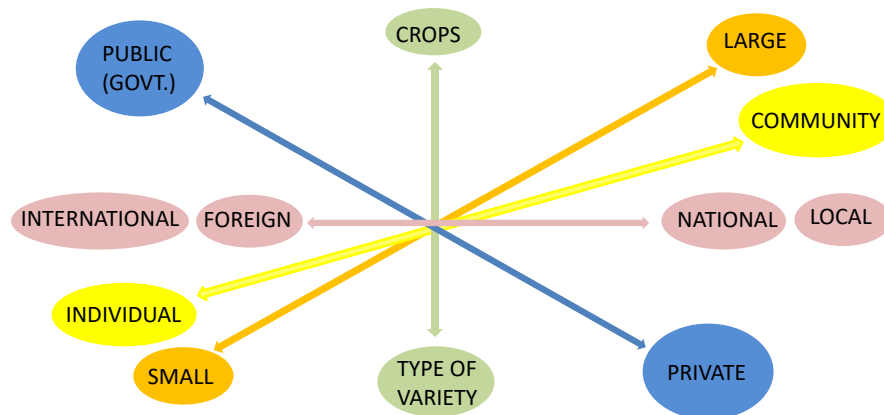 PUBLIC
(GOVT.)
CROPS
LARGE
COMMUNITY
INTERNATIONAL
FOREIGN
NATIONAL
LOCAL
INDIVIDUAL
SMALL
TYPE OF
VARIETY
PRIVATE